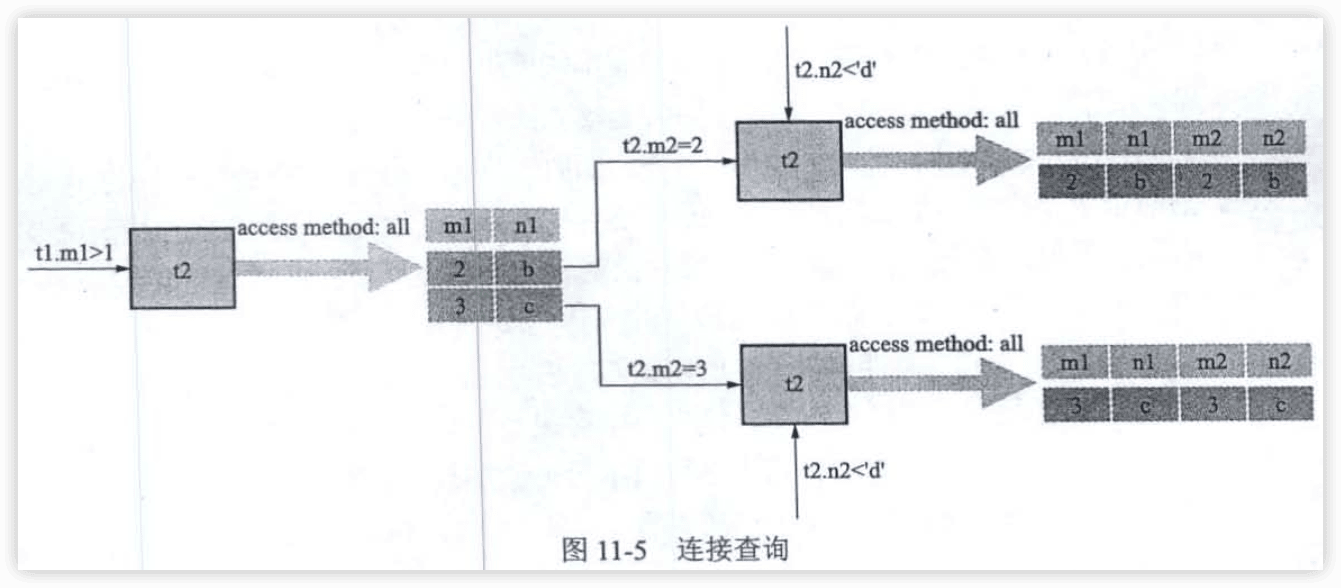 t2.n2<'d'
access method: all
t2.m2=2
t2
m1 n1 m2 n2
2 b 2 b
access method: all
m1 n1
t1.m1>1
t2
2 b
3 c
access method: all
t2.m2=3
t2
m1 n1 m2 n2
3 c 3 c
t2.n2<'d'
图 11-5 连接查询